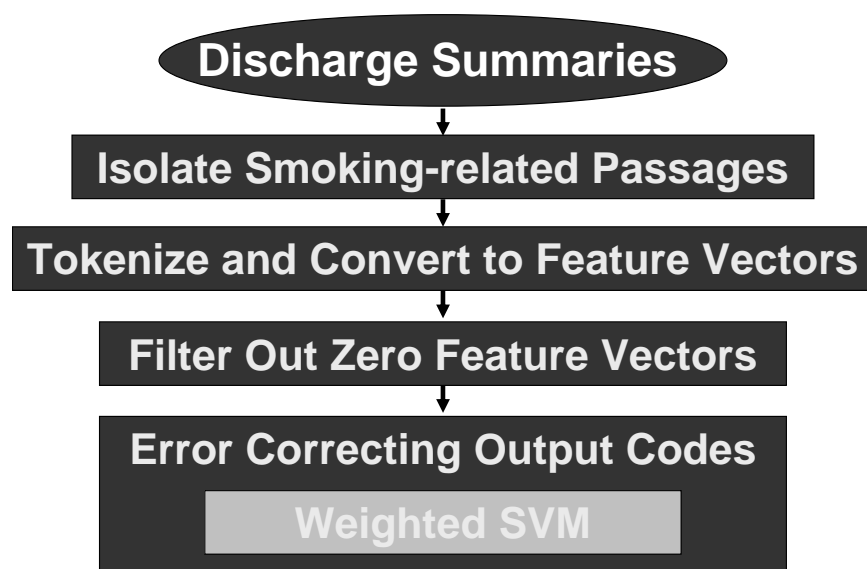 Discharge Summaries
Isolate Smoking-related Passages
Tokenize and Convert to Feature Vectors
Filter Out Zero Feature Vectors
Error Correcting Output Codes
Weighted SVM